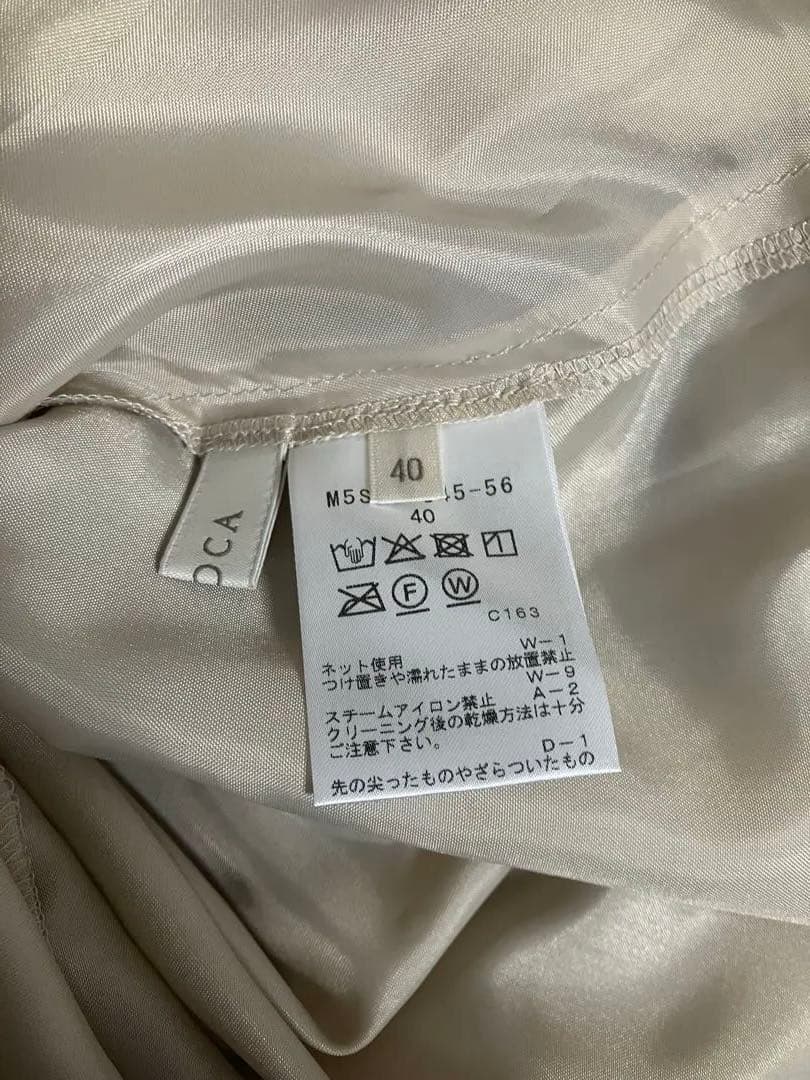 40
M5S 45-56
40
F W
C163
W-1
ネット使用
つけ置きや濡れたままの放置禁止
W-9
スチームアイロン禁止 A-2
クリーニング後の乾燥方法は十分
ご注意下さい。
D-1
先の尖ったものやざらついたもの
OCA